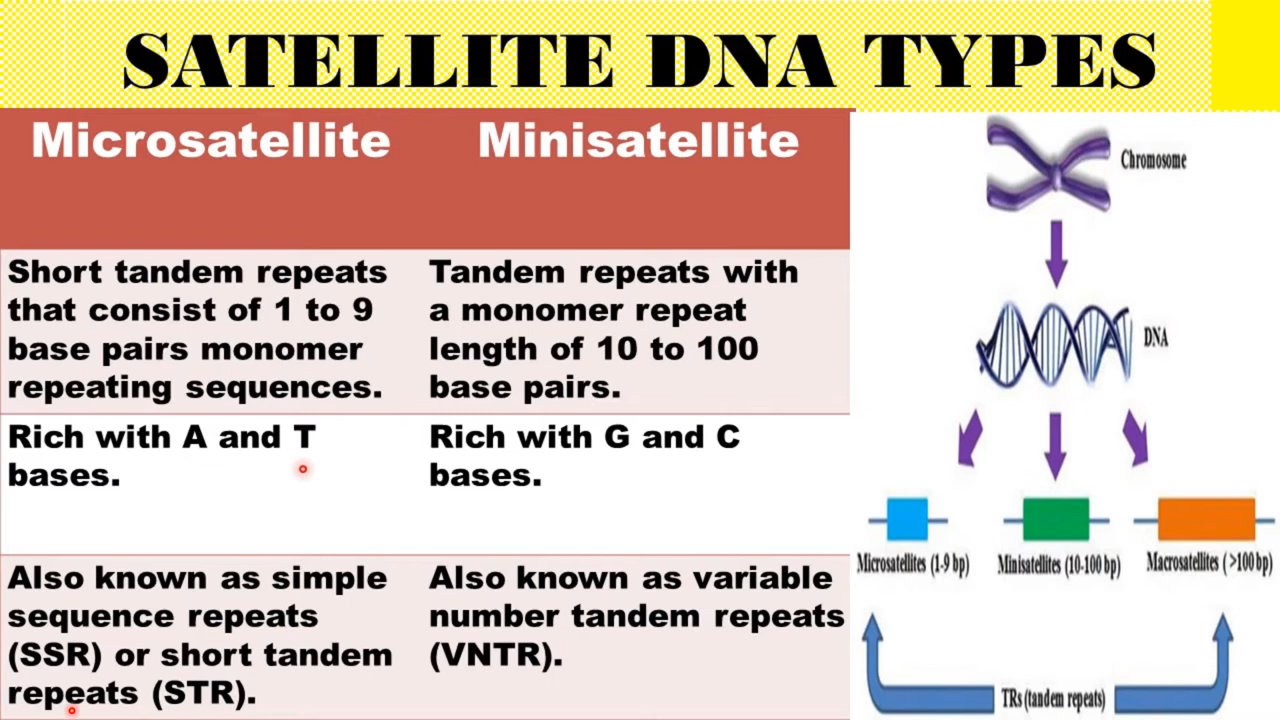 SATELLITE DNA TYPES
Microsatellite
Minisatellite
Short tandem repeats
that consist of 1 to 9
base pairs monomer
repeating sequences.
Tandem repeats with
a monomer repeat
length of 10 to 100
base pairs.
Rich with A and T
bases.
Rich with G and C
bases.
Also known as simple
sequence repeats
(SSR) or short tandem
repeats (STR).
Also known as variable
number tandem repeats
(VNTR).
Chromosome
DNA
Microsatellites (1-9 bp)
Minisatellites (10-100 bp)
Macrosatellites ( >100 bp)
TRs (tandem repeats)